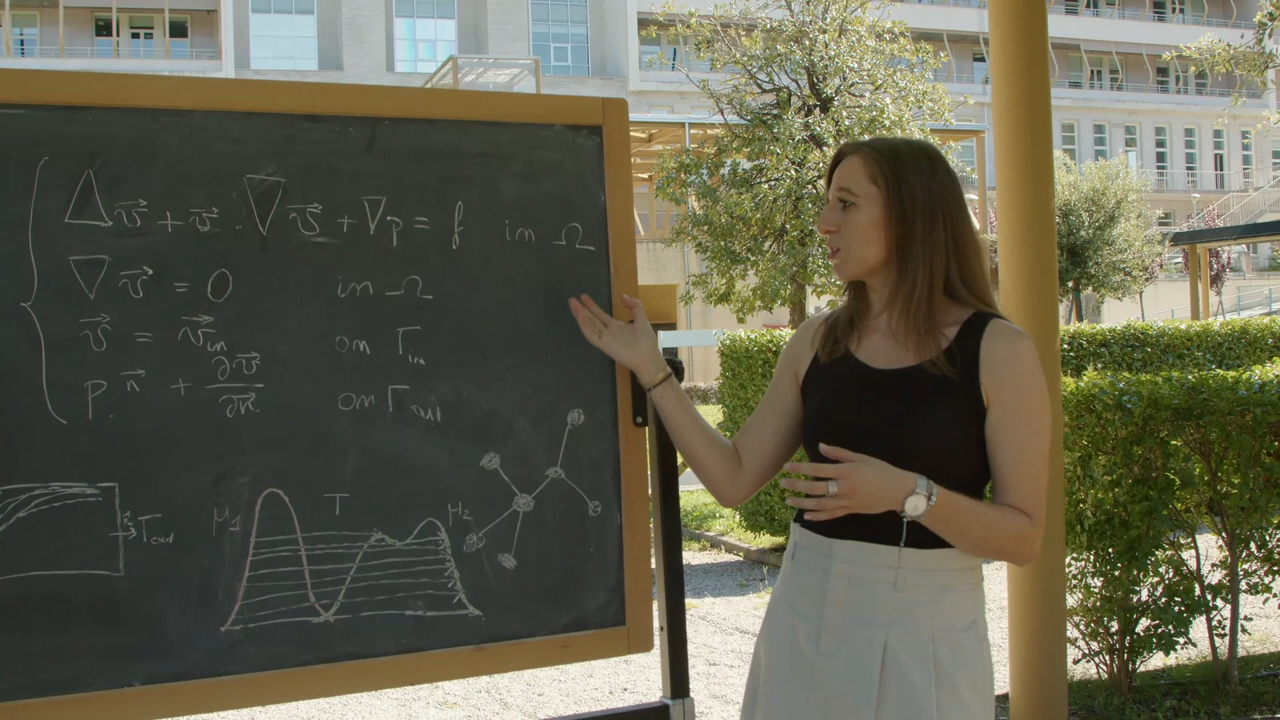 Δv⃗ + v⃗ · ∇v⃗ + ∇p = f in Ω
∇v⃗ = 0 in Ω
v⃗ = v⃗in on Γin
p·n⃗ + ∂v⃗/∂n⃗ on Γout
n⃗ Γout
μ1 T μ2